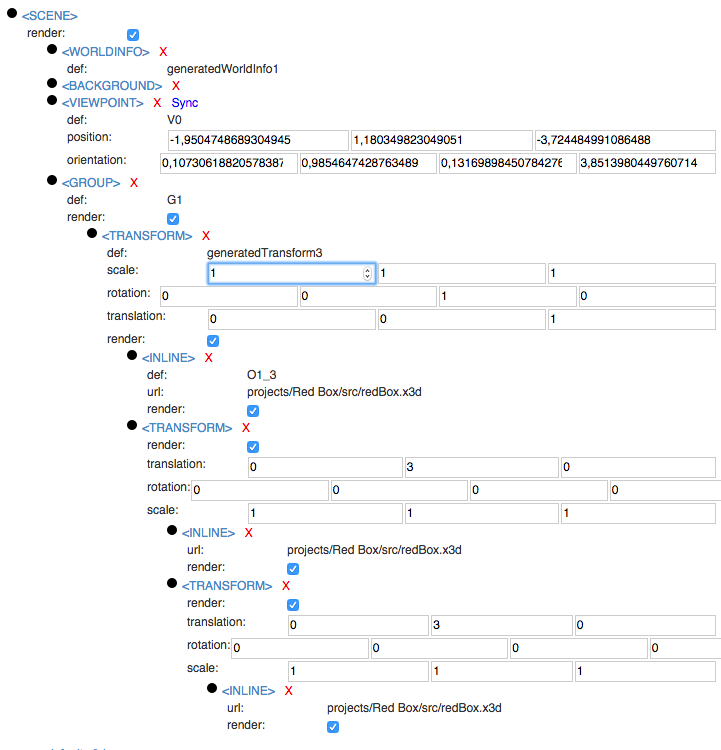 <SCENE>
render:
<WORLDINFO> X
def: generatedWorldInfo1
<BACKGROUND> X
<VIEWPOINT> X Sync
def: V0
position: -1,9504748689304945 1,180349823049051 -3,724484991086488
orientation: 0,10730618820578387 0,9854647428763489 0,13169898450784276 3,8513980449760714
<GROUP> X
def: G1
render:
<TRANSFORM> X
def: generatedTransform3
scale: 1 1 1
rotation: 0 0 1 0
translation: 0 0 1
render:
<INLINE> X
def: O1_3
url: projects/Red Box/src/redBox.x3d
render:
<TRANSFORM> X
render:
translation: 0 3 0
rotation: 0 0 0 0
scale: 1 1 1
<INLINE> X
url: projects/Red Box/src/redBox.x3d
render:
<TRANSFORM> X
render:
translation: 0 3 0
rotation: 0 0 0 0
scale: 1 1 1
<INLINE> X
url: projects/Red Box/src/redBox.x3d
render: